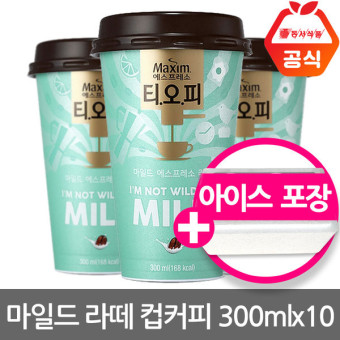 동서식품
공식
Maxim.
에스프레소
티.오.피
마일드 에스프레소
I'M NOT WILD
MIL
300 ml(168 kcal)
아이스 포장
+
마일드 라떼 컵커피 300mlx10